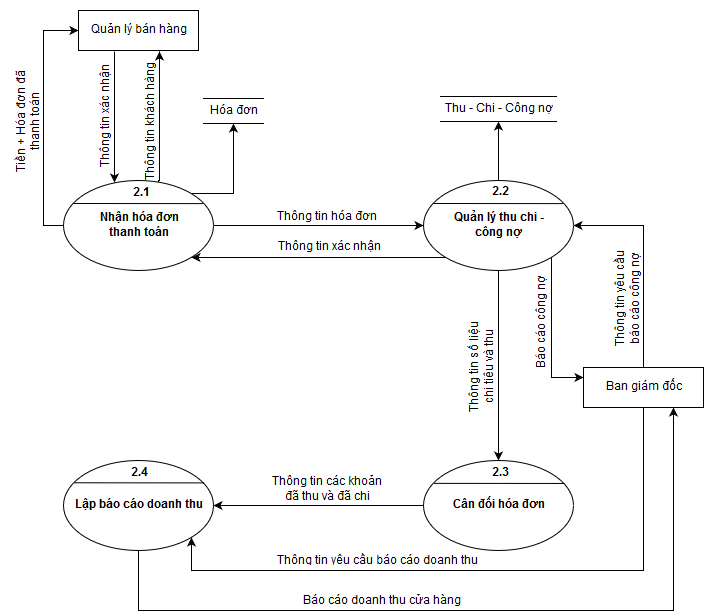 Quản lý bán hàng
Tiền + Hóa đơn đã
thanh toán
Thông tin xác nhận
Thông tin khách hàng
Hóa đơn
Thu - Chi - Công nợ
2.1
Nhận hóa đơn
thanh toán
Thông tin hóa đơn
Thông tin xác nhận
2.2
Quản lý thu chi -
công nợ
Thông tin số liệu
chi tiêu và thu
Báo cáo công nợ
Thông tin yêu cầu
báo cáo công nợ
Ban giám đốc
2.4
Lập báo cáo doanh thu
Thông tin các khoản
đã thu và đã chi
2.3
Cân đối hóa đơn
Thông tin yêu cầu báo cáo doanh thu
Báo cáo doanh thu cửa hàng